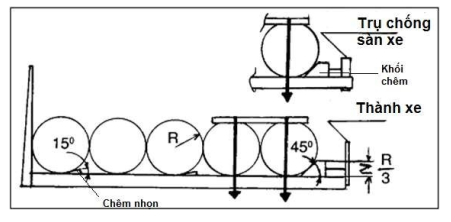 Trụ chống
sàn xe
Khối
chêm
Thành xe
15⁰
R
45⁰
R
3
Chêm nhọn